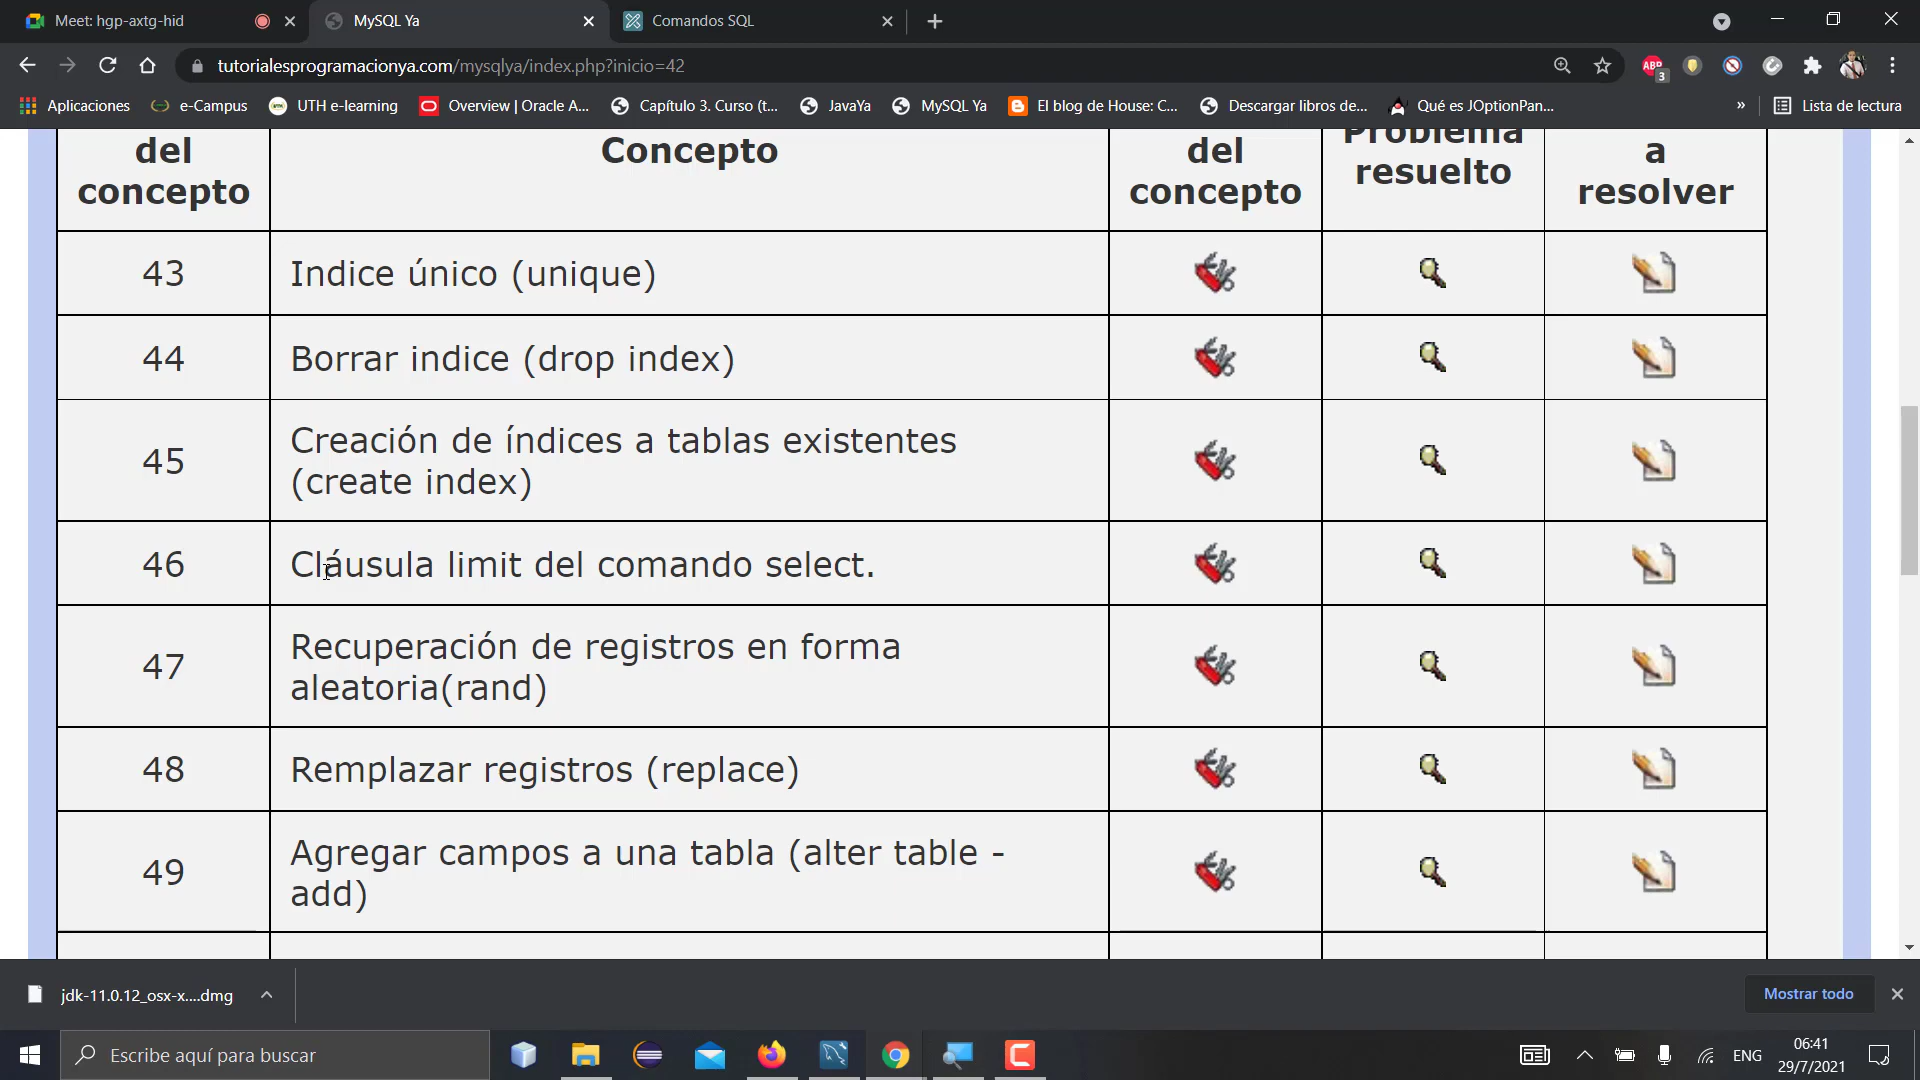 Meet: hgp-axtg-hid
MySQL Ya
Comandos SQL
tutorialesprogramacionya.com/mysqlya/index.php?inicio=42
ABP
3
Aplicaciones
e-Campus
UTH e-learning
Overview | Oracle A...
Capítulo 3. Curso (t...
JavaYa
MySQL Ya
El blog de House: C...
Descargar libros de...
Qué es JOptionPan...
»
Lista de lectura
del concepto
Concepto
del concepto
Problema resuelto
a resolver
43 Indice único (unique)
44 Borrar indice (drop index)
45 Creación de índices a tablas existentes
(create index)
46 Cláusula limit del comando select.
47 Recuperación de registros en forma
aleatoria(rand)
48 Remplazar registros (replace)
49 Agregar campos a una tabla (alter table -
add)
jdk-11.0.12_osx-x....dmg
Mostrar todo
Escribe aquí para buscar
ENG
06:41
29/7/2021